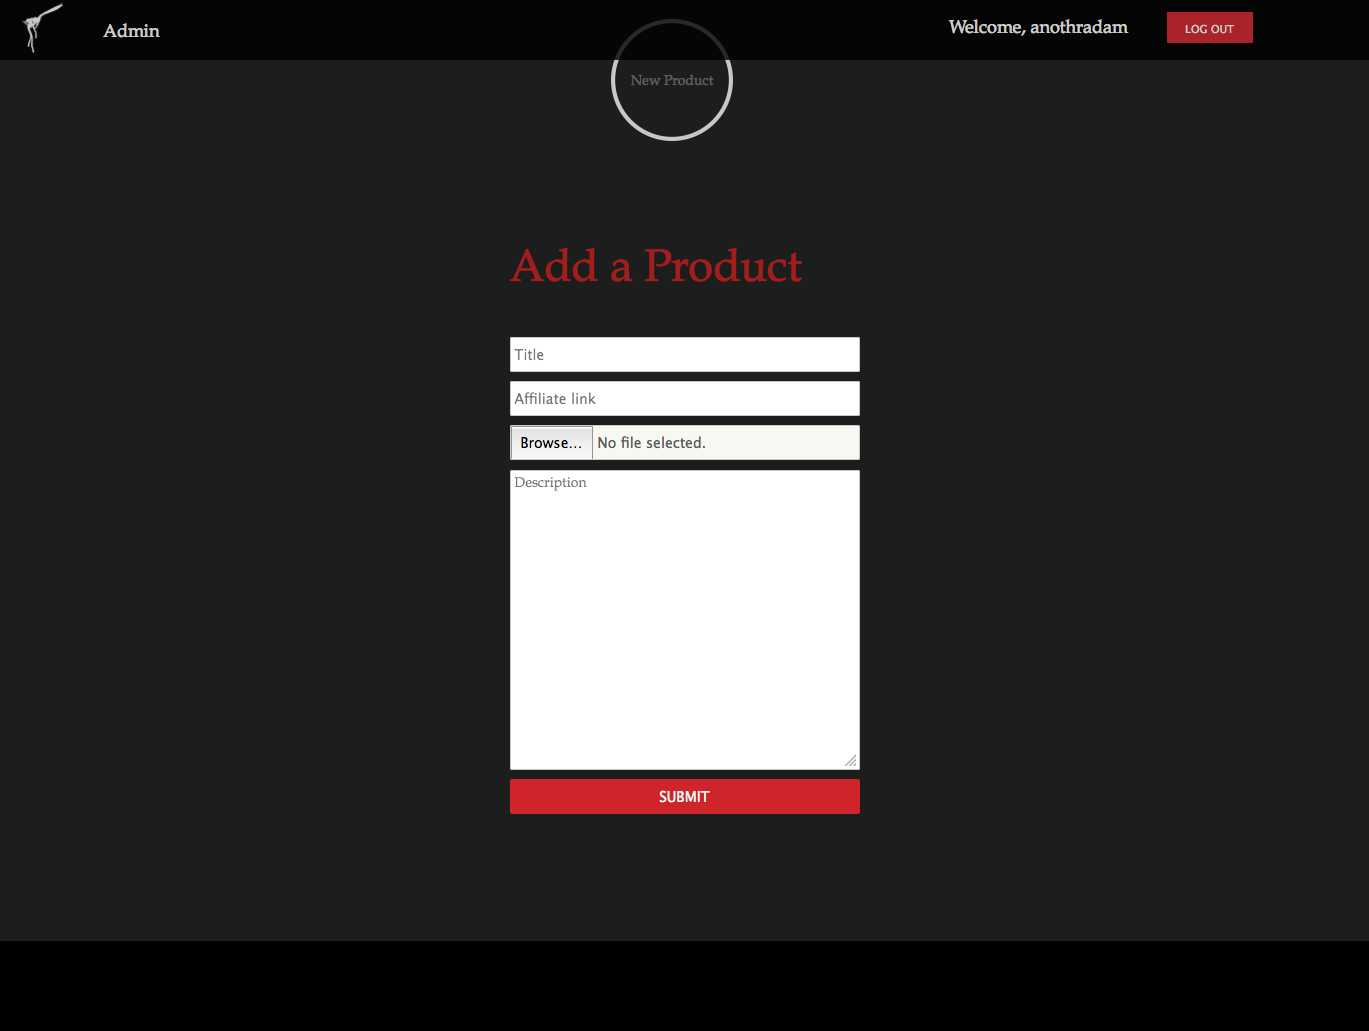 Admin
Welcome, anothradam
LOG OUT
New Product
Add a Product
Title
Affiliate link
Browse... No file selected.
Description
SUBMIT